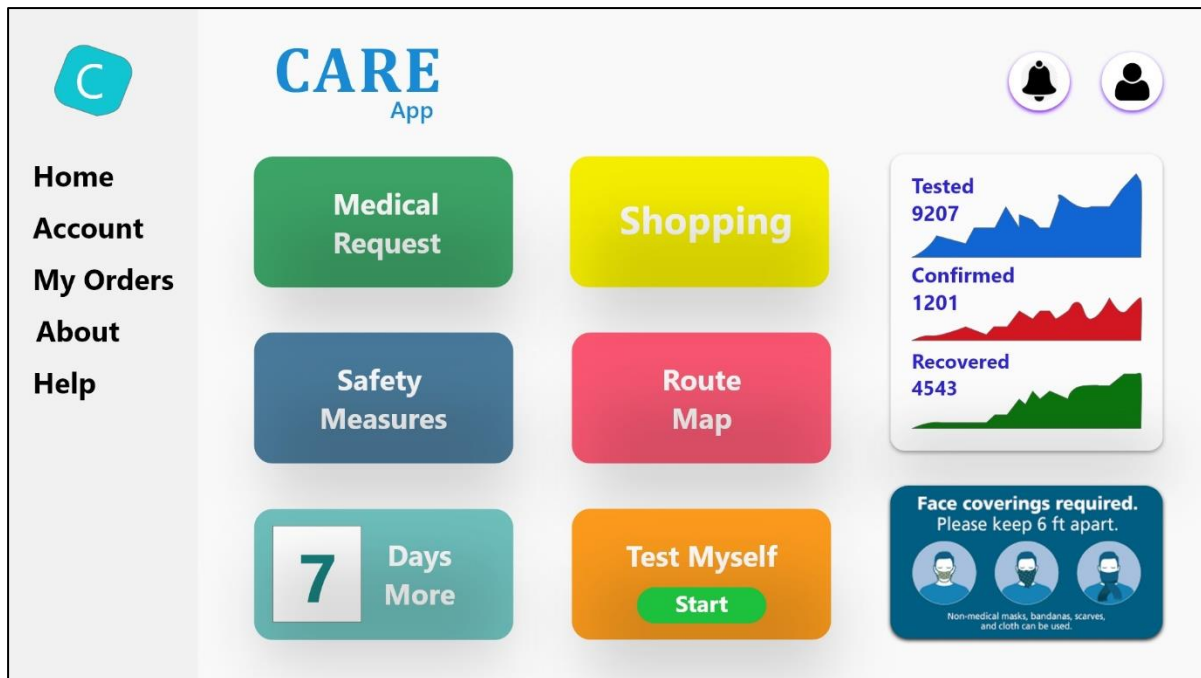 C
CARE
App
Home
Account
My Orders
About
Help
Medical
Request
Shopping
Safety
Measures
Route
Map
7
Days
More
Test Myself
Start
Tested
9207
Confirmed
1201
Recovered
4543
Face coverings required.
Please keep 6 ft apart.
Non-medical masks, bandanas, scarves,
and cloth can be used.